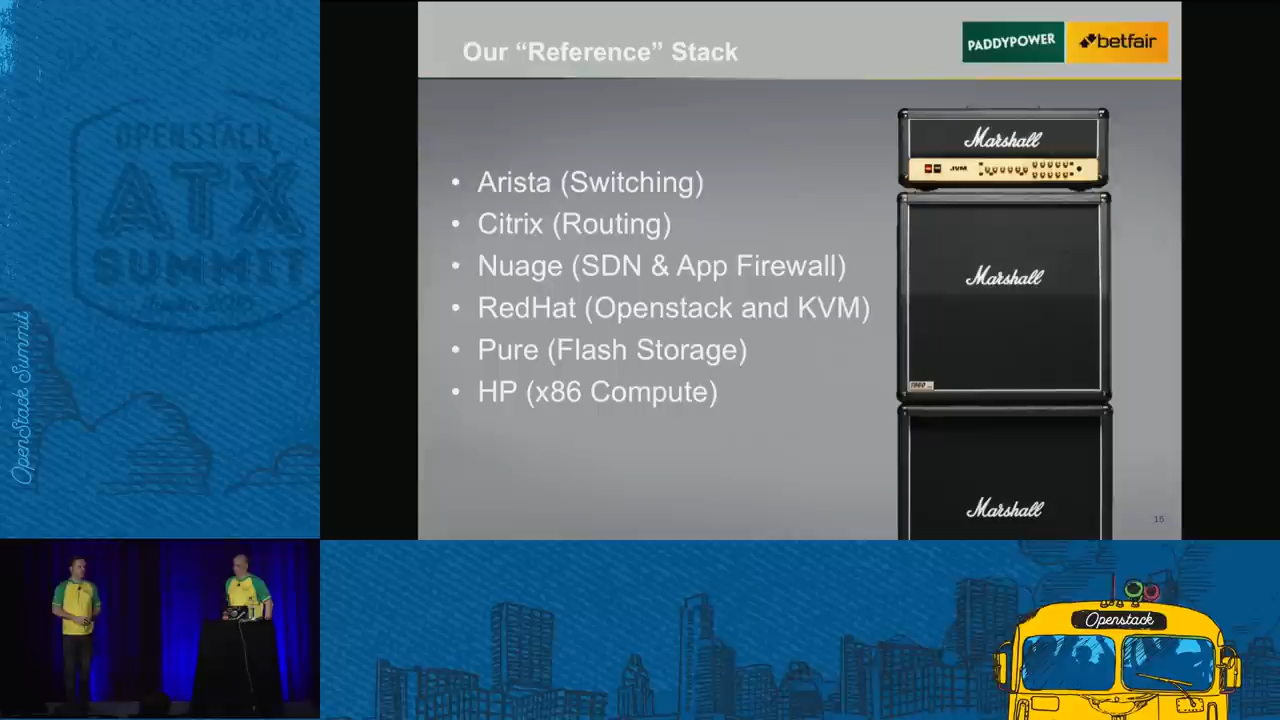 Our “Reference” Stack
PADDYPOWER
betfair
• Arista (Switching)
• Citrix (Routing)
• Nuage (SDN & App Firewall)
• RedHat (Openstack and KVM)
• Pure (Flash Storage)
• HP (x86 Compute)
Marshall
JVM
Marshall
1960
Marshall
15
OPENSTACK
ATX
SUMMIT
OpenStack Summit
Openstack